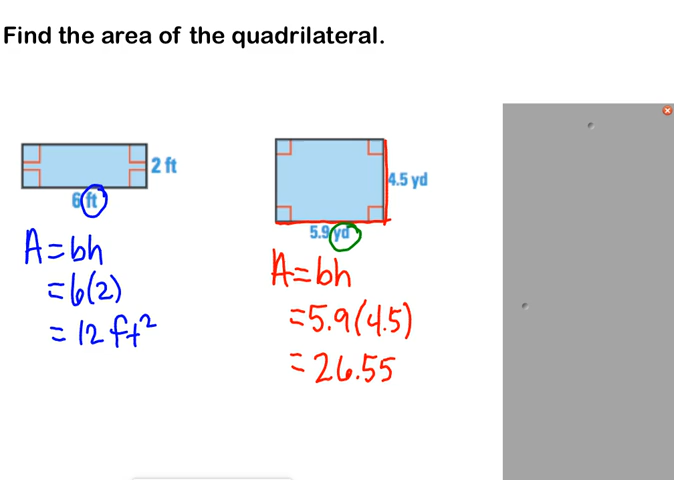 Find the area of the quadrilateral.
2 ft
6 ft
A=bh
=6(2)
=12 ft²
4.5 yd
5.9 yd
A=bh
=5.9(4.5)
=26.55